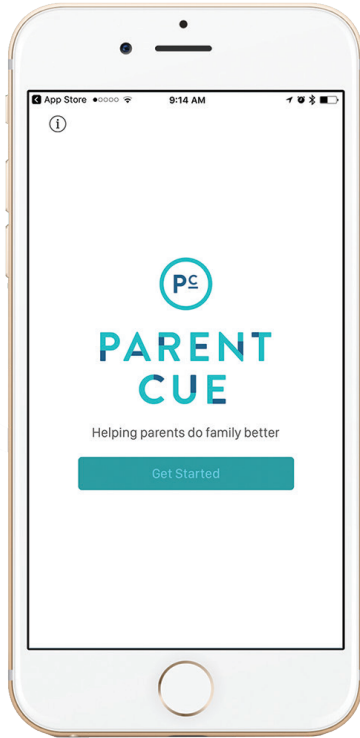 App Store 9:14 AM
i
Pc
PARENT
CUE
Helping parents do family better
Get Started